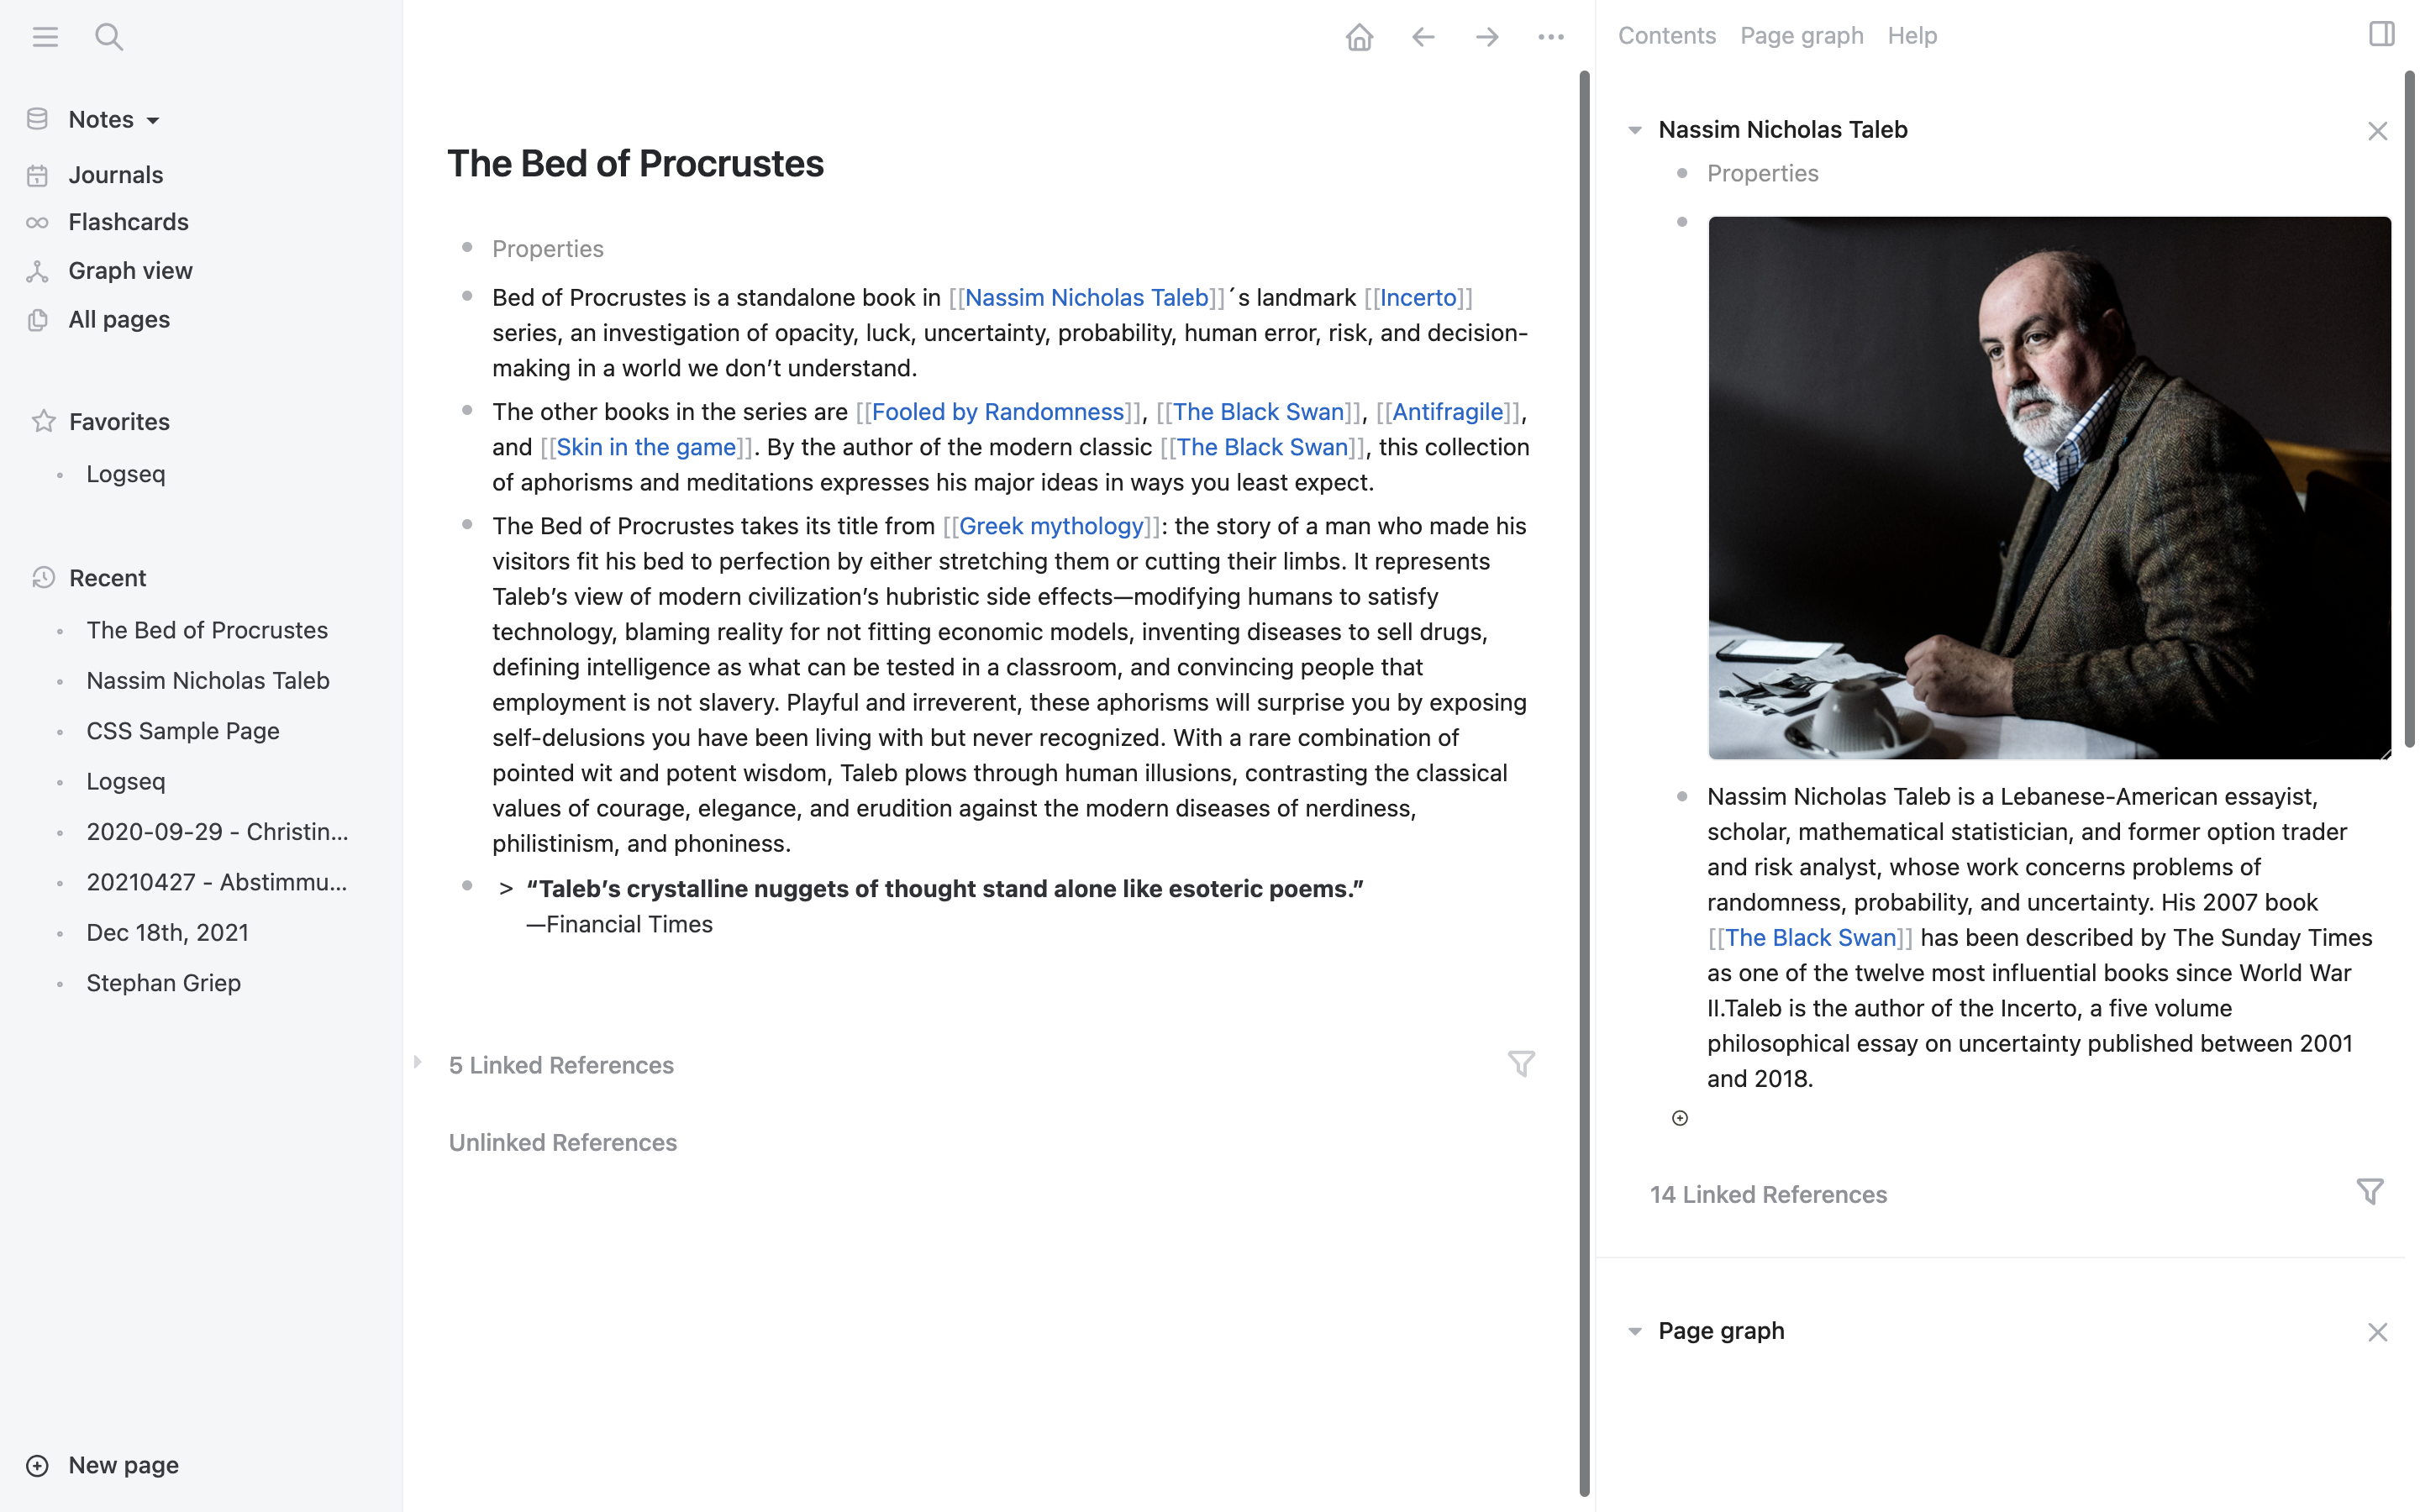 Notes
Journals
Flashcards
Graph view
All pages
Favorites
Logseq
Recent
The Bed of Procrustes
Nassim Nicholas Taleb
CSS Sample Page
Logseq
2020-09-29 - Christin...
20210427 - Abstimmu...
Dec 18th, 2021
Stephan Griep
New page
The Bed of Procrustes
Properties
Bed of Procrustes is a standalone book in [[Nassim Nicholas Taleb]]´s landmark [[Incerto]]
series, an investigation of opacity, luck, uncertainty, probability, human error, risk, and decision-
making in a world we don’t understand.
The other books in the series are [[Fooled by Randomness]], [[The Black Swan]], [[Antifragile]],
and [[Skin in the game]]. By the author of the modern classic [[The Black Swan]], this collection
of aphorisms and meditations expresses his major ideas in ways you least expect.
The Bed of Procrustes takes its title from [[Greek mythology]]: the story of a man who made his
visitors fit his bed to perfection by either stretching them or cutting their limbs. It represents
Taleb’s view of modern civilization’s hubristic side effects—modifying humans to satisfy
technology, blaming reality for not fitting economic models, inventing diseases to sell drugs,
defining intelligence as what can be tested in a classroom, and convincing people that
employment is not slavery. Playful and irreverent, these aphorisms will surprise you by exposing
self-delusions you have been living with but never recognized. With a rare combination of
pointed wit and potent wisdom, Taleb plows through human illusions, contrasting the classical
values of courage, elegance, and erudition against the modern diseases of nerdiness,
philistinism, and phoniness.
> “Taleb’s crystalline nuggets of thought stand alone like esoteric poems.”
—Financial Times
5 Linked References
Unlinked References
Contents Page graph Help
Nassim Nicholas Taleb
Properties
Nassim Nicholas Taleb is a Lebanese-American essayist,
scholar, mathematical statistician, and former option trader
and risk analyst, whose work concerns problems of
randomness, probability, and uncertainty. His 2007 book
[[The Black Swan]] has been described by The Sunday Times
as one of the twelve most influential books since World War
II.Taleb is the author of the Incerto, a five volume
philosophical essay on uncertainty published between 2001
and 2018.
14 Linked References
Page graph